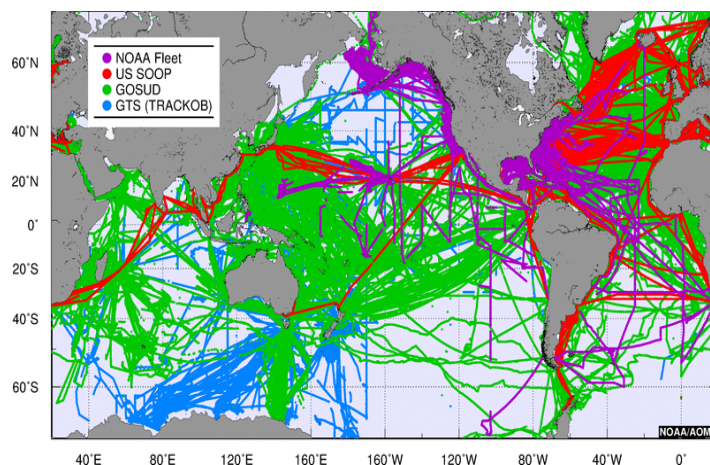 NOAA Fleet
US SOOP
GOSUD
GTS (TRACKOB)
60˚N
40˚N
20˚N
0˚
20˚S
40˚S
60˚S
40˚E 80˚E 120˚E 160˚E 160˚W 120˚W 80˚W 40˚W 0˚
NOAA/AOM